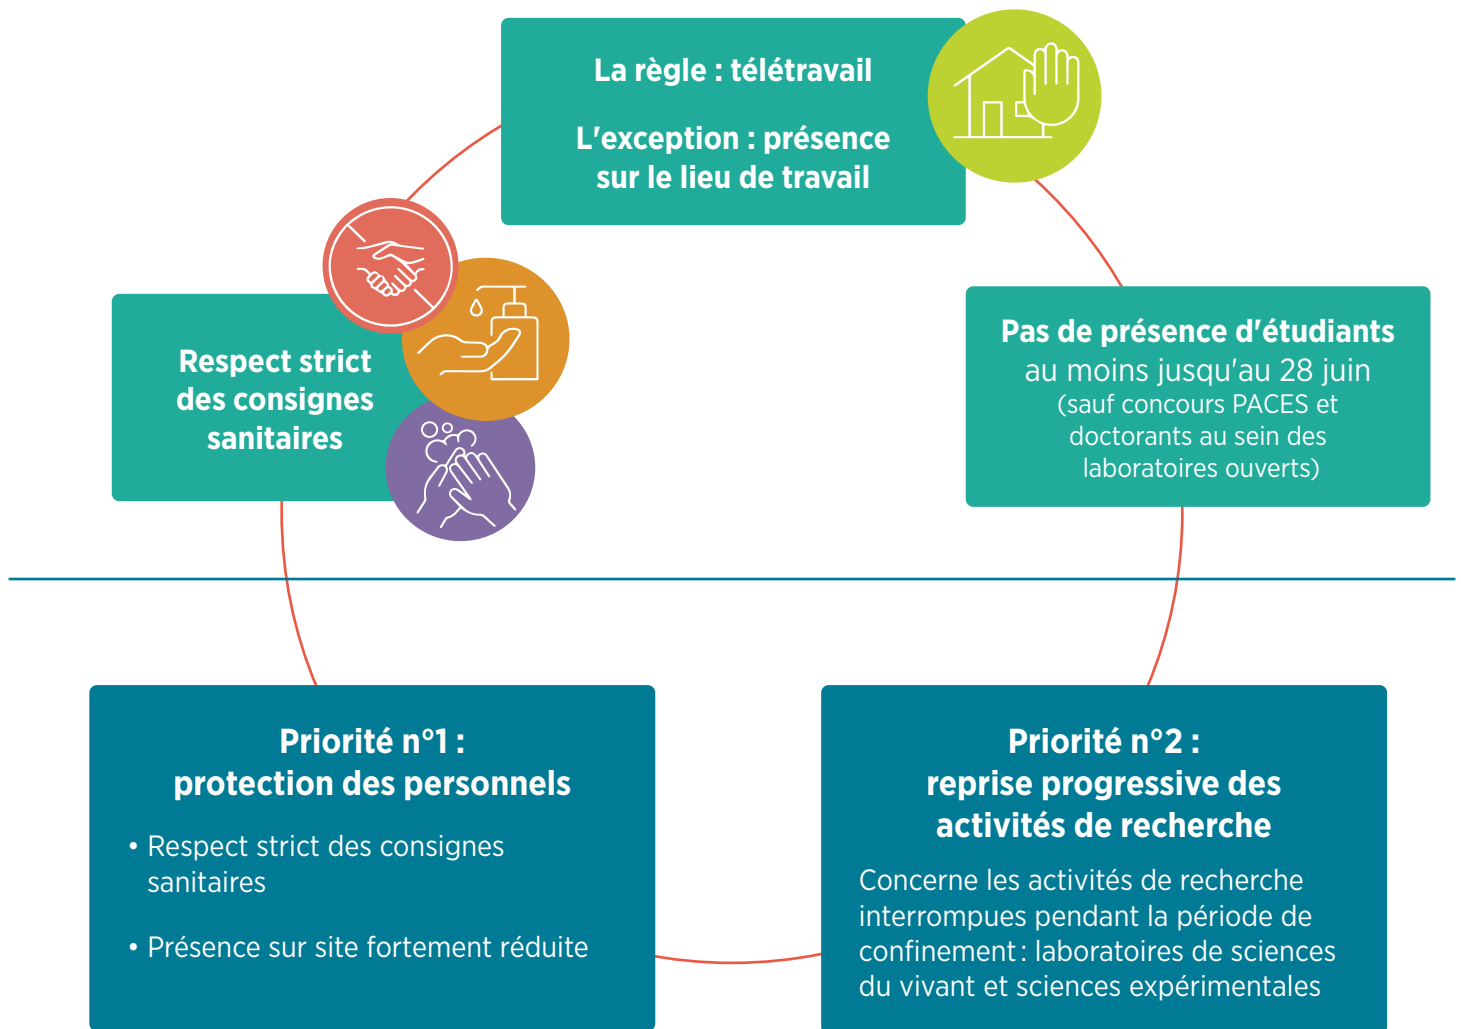 La règle : télétravail
L'exception : présence
sur le lieu de travail
Respect strict
des consignes
sanitaires
Pas de présence d'étudiants
au moins jusqu'au 28 juin
(sauf concours PACES et
doctorants au sein des
laboratoires ouverts)
Priorité n°1 :
protection des personnels
• Respect strict des consignes
sanitaires
• Présence sur site fortement réduite
Priorité n°2 :
reprise progressive des
activités de recherche
Concerne les activités de recherche
interrompues pendant la période de
confinement : laboratoires de sciences
du vivant et sciences expérimentales